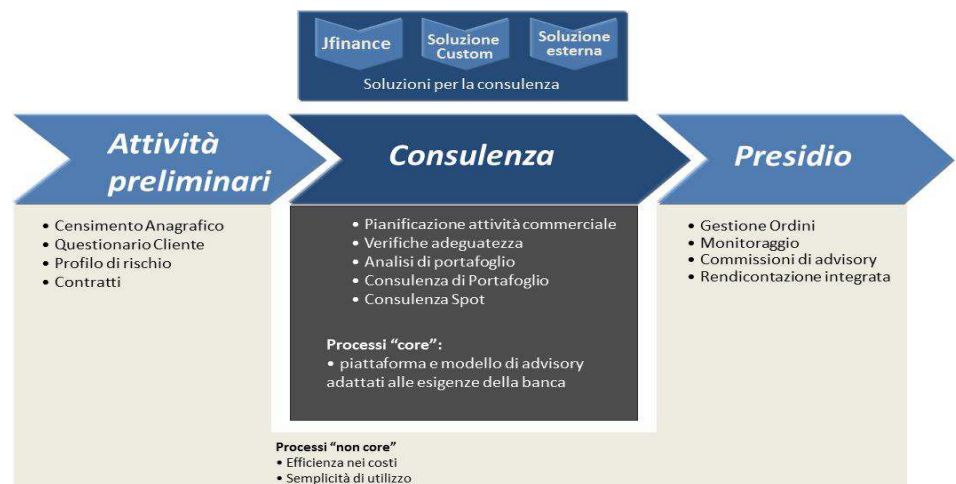 Jfinance
Soluzione
Custom
Soluzione
esterna
Soluzioni per la consulenza
Attività
preliminari
Consulenza
Presidio
• Censimento Anagrafico
• Questionario Cliente
• Profilo di rischio
• Contratti
• Pianificazione attività commerciale
• Verifiche adeguatezza
• Analisi di portafoglio
• Consulenza di Portafoglio
• Consulenza Spot
Processi “core”:
• piattaforma e modello di advisory
adattati alle esigenze della banca
• Gestione Ordini
• Monitoraggio
• Commissioni di advisory
• Rendicontazione integrata
Processi “non core”
• Efficienza nei costi
• Semplicità di utilizzo